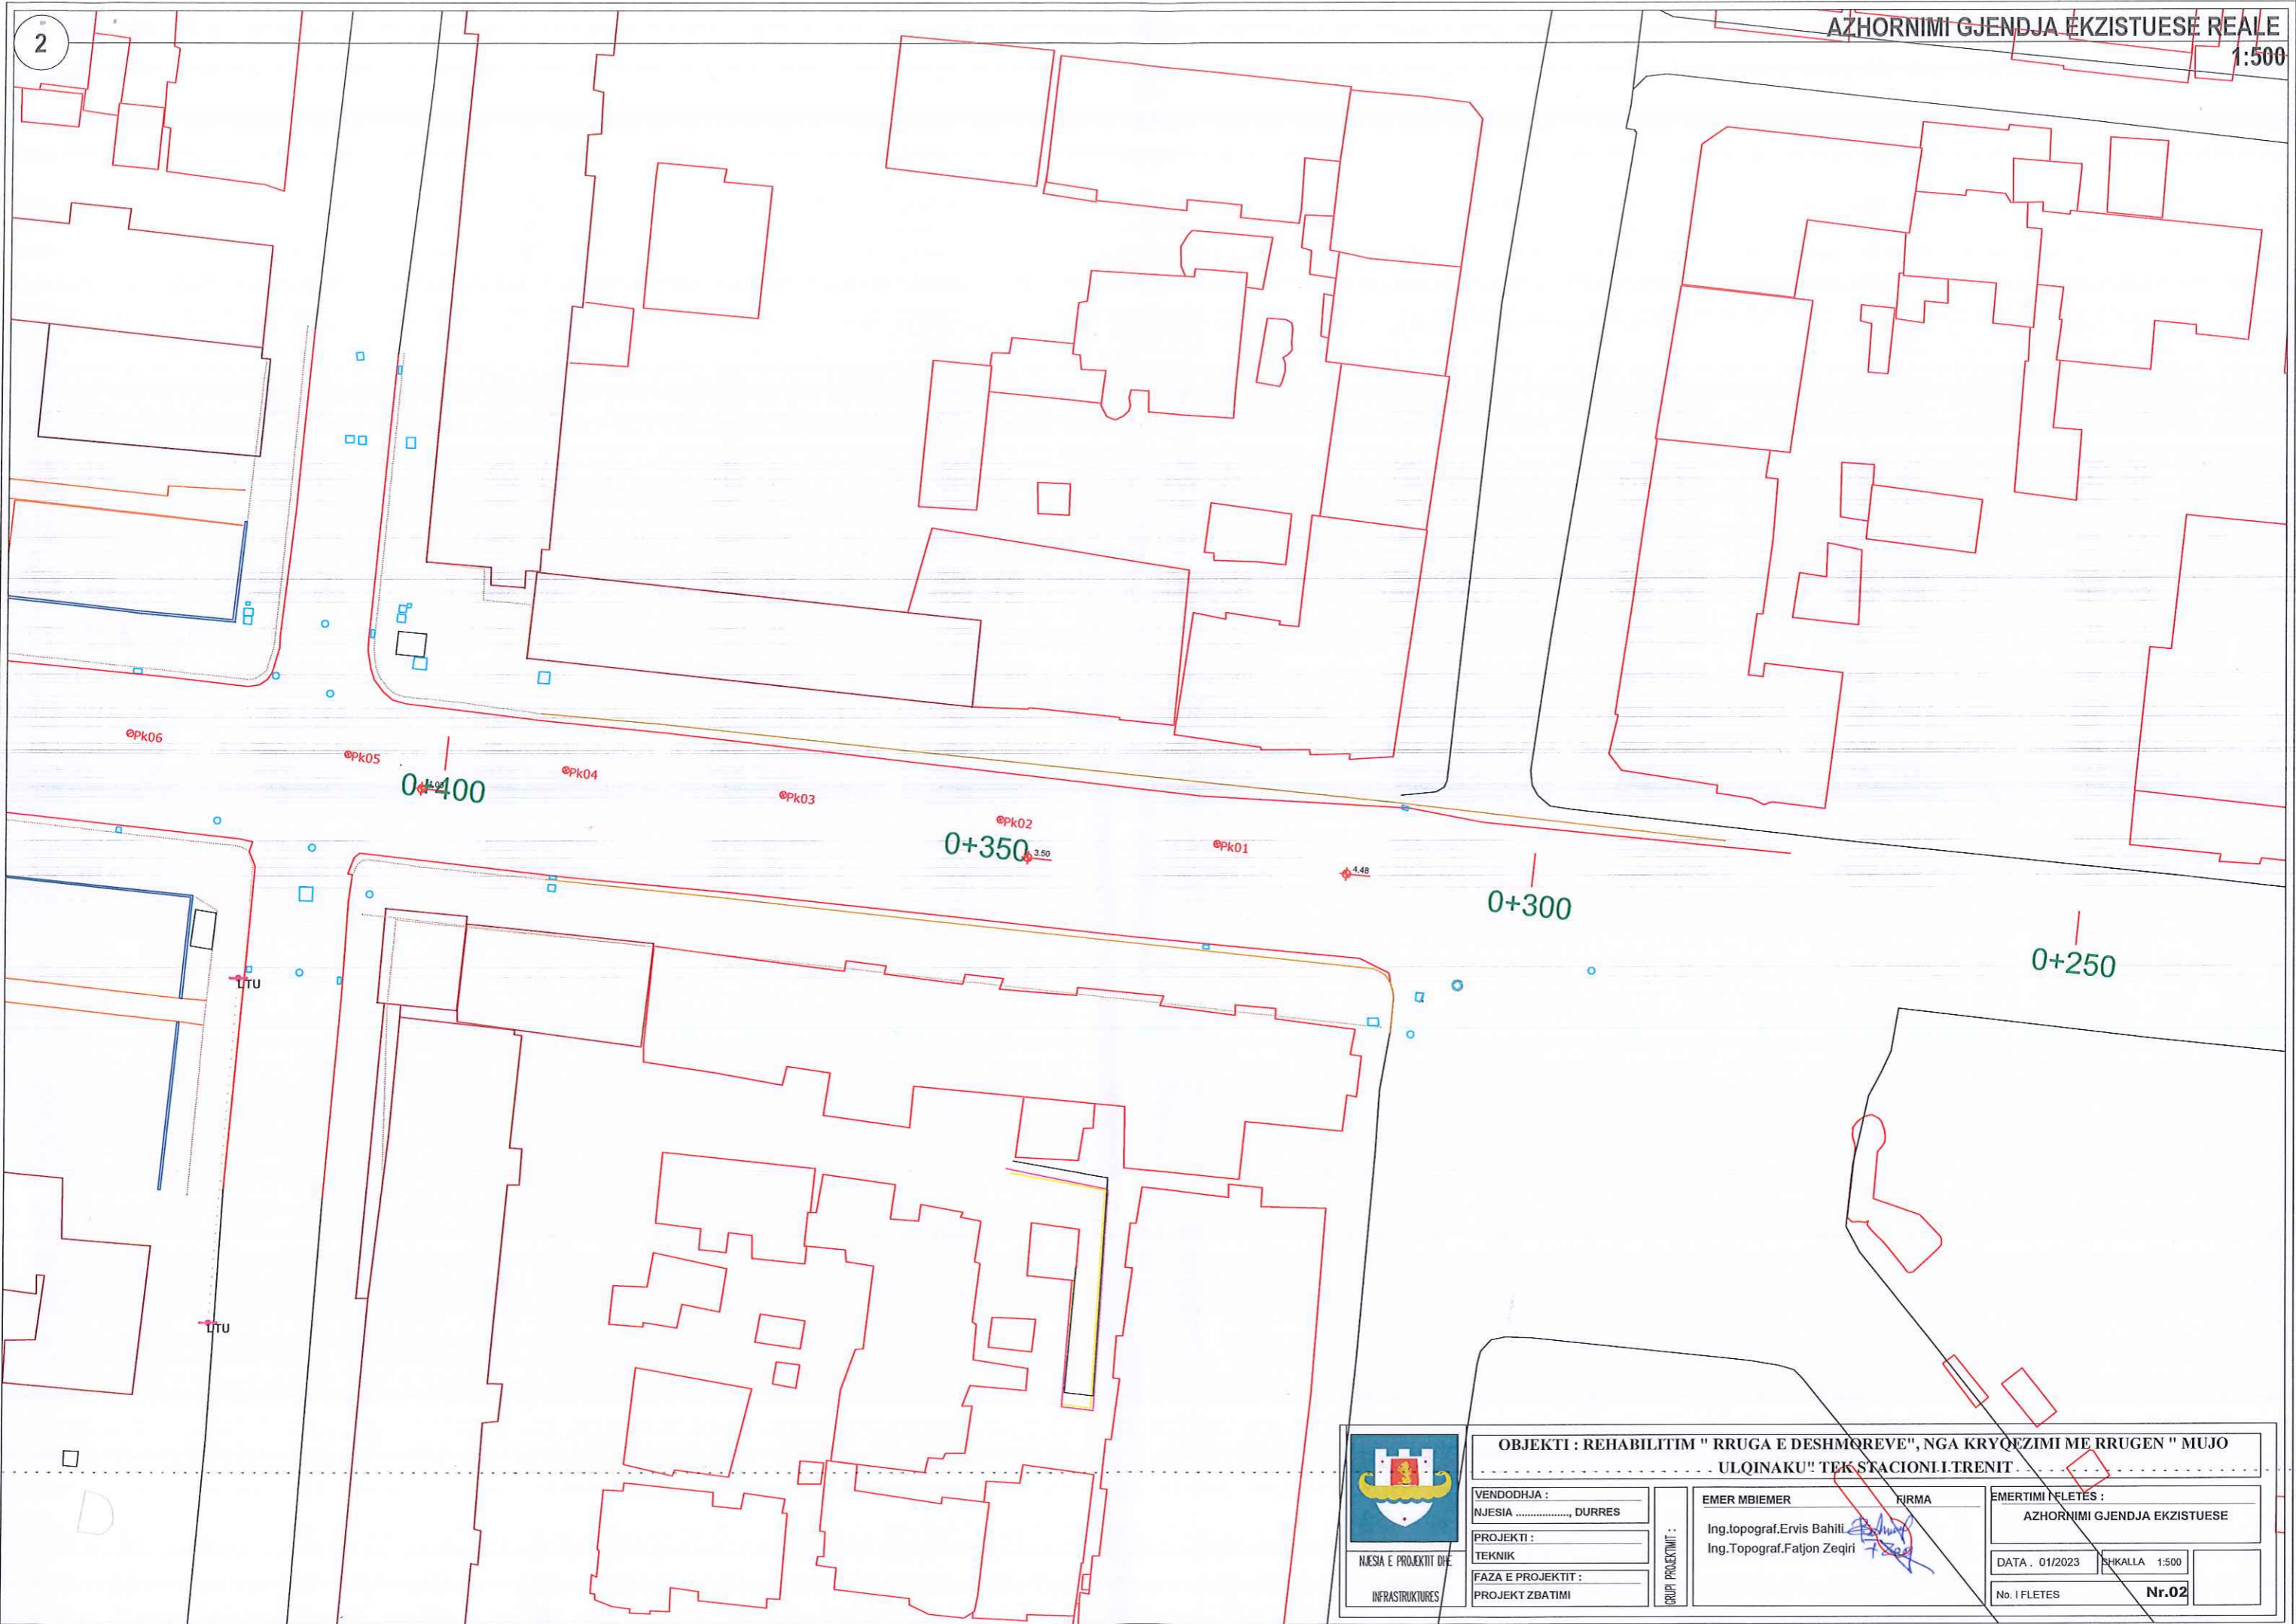 2
AZHORNIMI GJENDJA EKZISTUESE REALE
1:500
Pk06
Pk05
0+400
Pk04
Pk03
Pk02
0+350
3.50
Pk01
4.48
0+300
0+250
LTU
LTU
OBJEKTI : REHABILITIM " RRUGA E DESHMOREVE", NGA KRYQEZIMI ME RRUGEN " MUJO
ULQINAKU" TEK STACIONI I TRENIT
NJESIA E PROJEKTIT DHE
INFRASTRUKTURES
VENDODHJA :
NJESIA .................., DURRES
PROJEKTI :
TEKNIK
FAZA E PROJEKTIT :
PROJEKT ZBATIMI
GRUPI PROJEKTIMIT :
EMER MBIEMER FIRMA
Ing.topograf.Ervis Bahiti
Ing.Topograf.Fatjon Zeqiri
EMERTIMI I FLETES :
AZHORNIMI GJENDJA EKZISTUESE
DATA . 01/2023 SHKALLA 1:500
No. I FLETES Nr.02